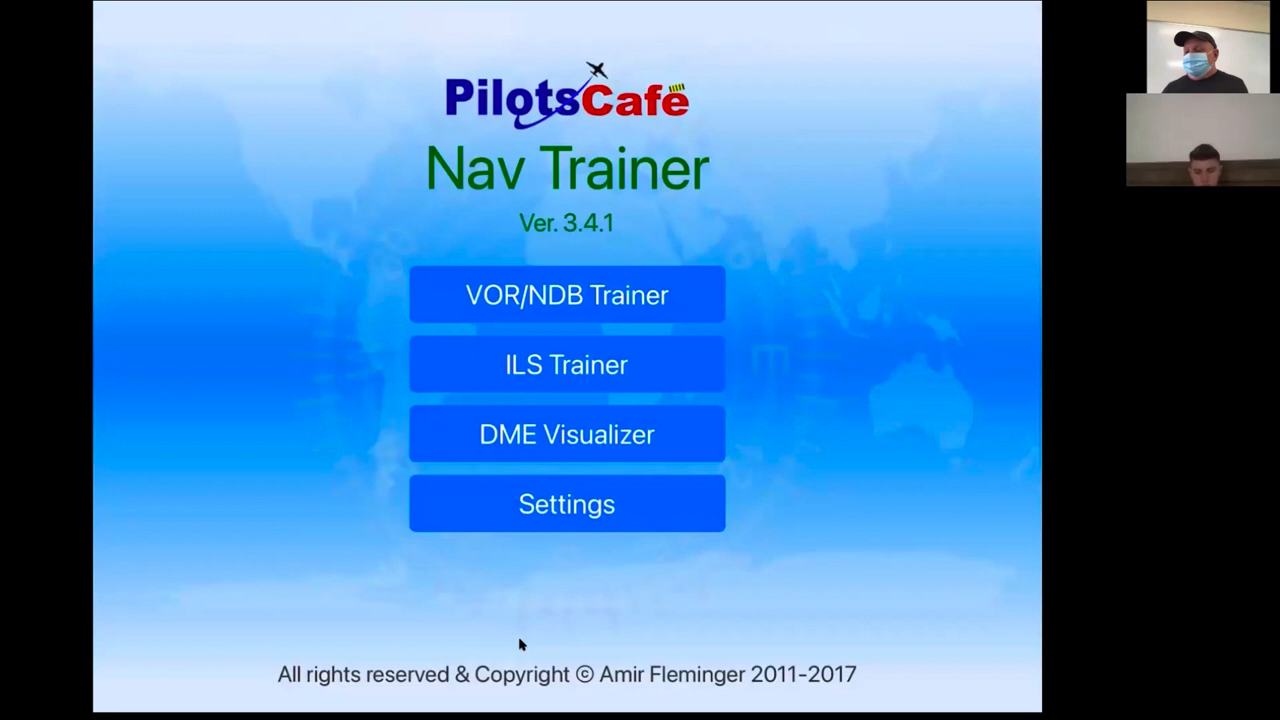 PilotsCafe
Nav Trainer
Ver. 3.4.1
VOR/NDB Trainer
ILS Trainer
DME Visualizer
Settings
All rights reserved & Copyright © Amir Fleminger 2011-2017